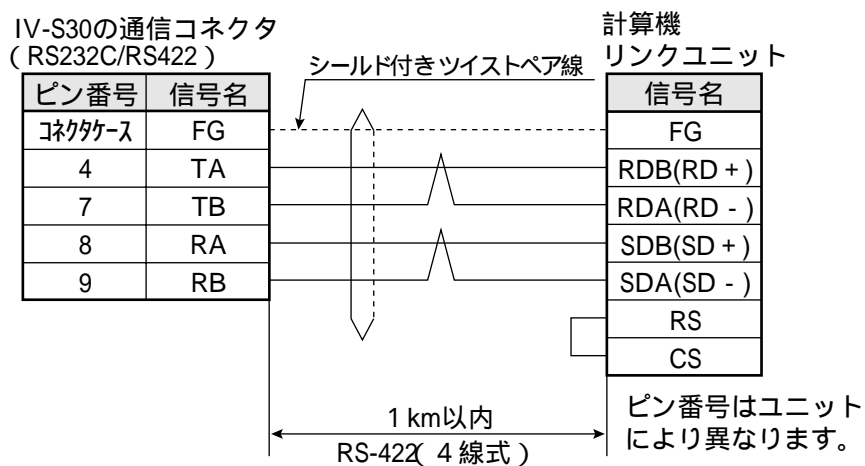 IV-S30の通信コネクタ
（RS232C/RS422）
計算機
リンクユニット
シールド付きツイストペア線
ピン番号 信号名
信号名
コネクタケース FG
FG
4 TA
RDB(RD + )
7 TB
RDA(RD - )
8 RA
SDB(SD + )
9 RB
SDA(SD - )
RS
CS
1 km以内
RS-422（4線式）
ピン番号はユニット
により異なります。